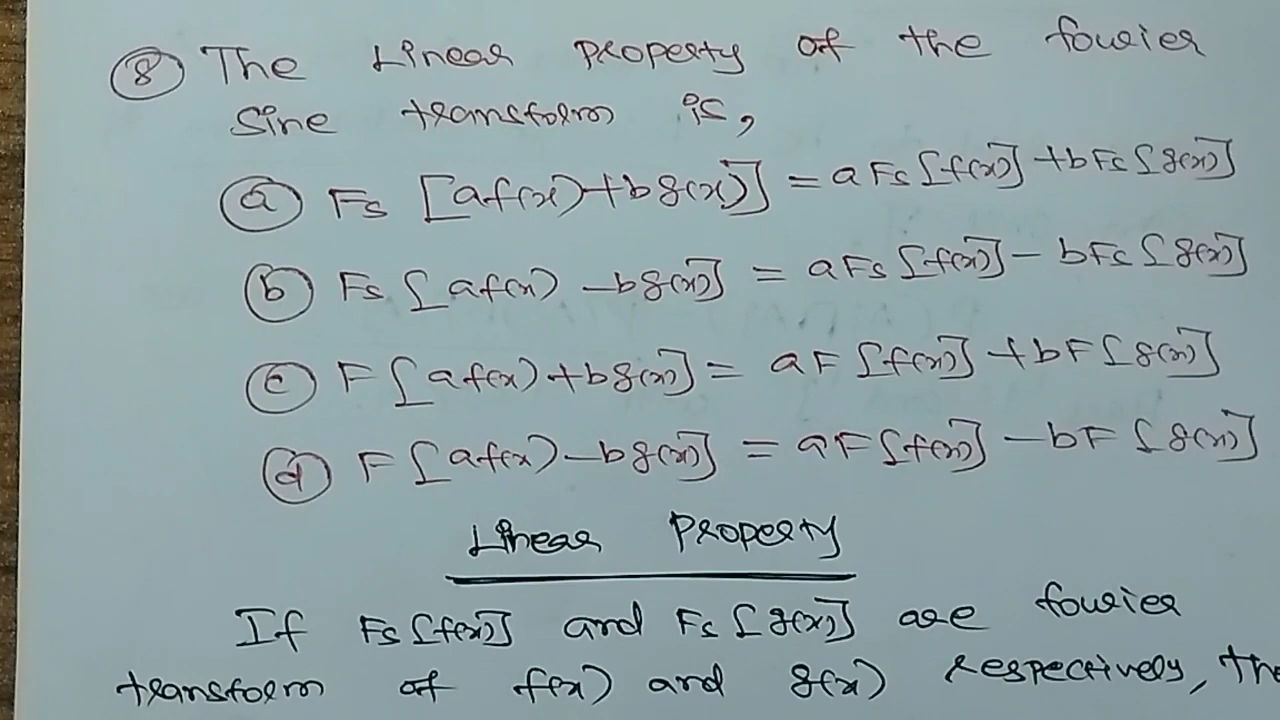 ⑧ The Linear Property of the fourier
Sine transform is,
ⓐ Fs [af(x)+bg(x)] = aFs[f(x)]+bFs[g(x)]
ⓑ Fs[af(x) -bg(x)] = aFs[f(x)]-bFs[g(x)]
ⓒ F[af(x)+bg(x)] = aF[f(x)]+bF[g(x)]
ⓓ F[af(x)-bg(x)] = aF[f(x)]-bF[g(x)]
Linear Property
If Fs[f(x)] and Fs[g(x)] are fourier
transform of f(x) and g(x) respectively, the